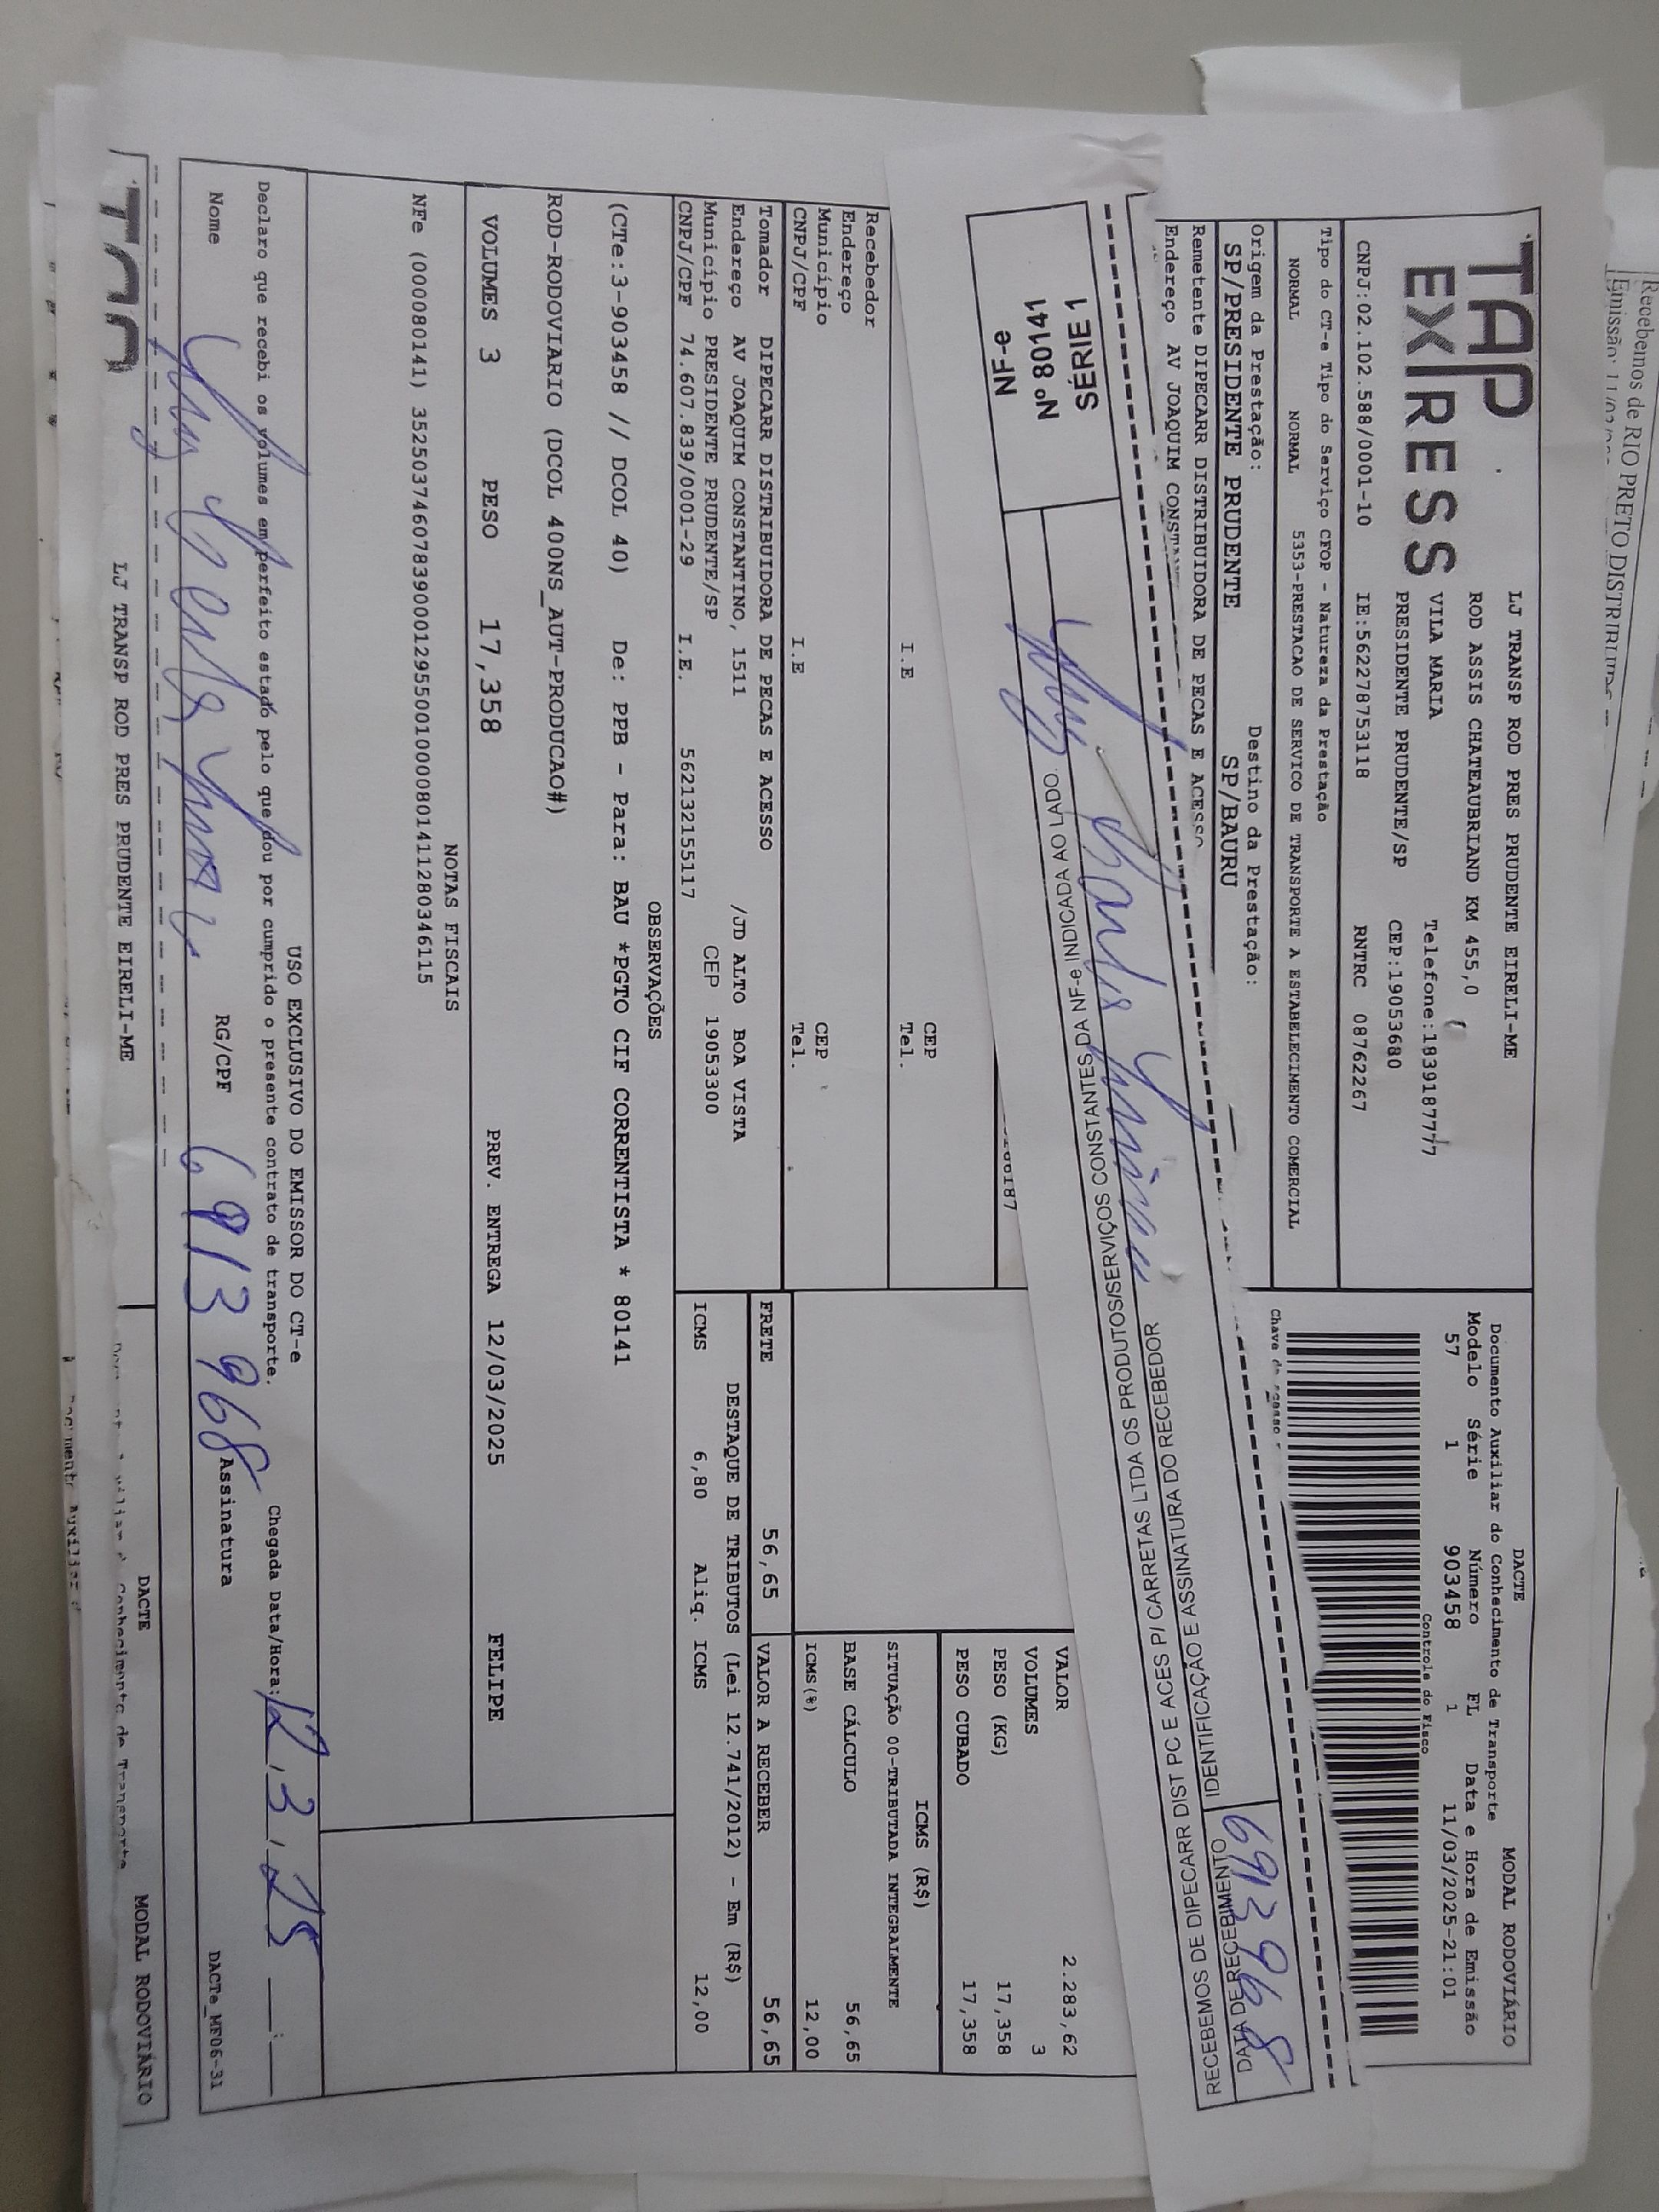 Recebemos de RIO PRETO
Emissão:
TAP
EXPRESS
LJ TRANSP ROD PRES PRUDENTE EIRELI-ME
ROD ASSIS CHATEAUBRIAND KM 455,0
VILA MARIA Telefone:1839187777
PRESIDENTE PRUDENTE/SP CEP:19053680
CNPJ:02.102.588/0001-10 IE:562278753118 RNTRC 08762267
DACTE MODAL RODOVIÁRIO
Documento Auxiliar do Conhecimento de Transporte
Modelo Série Número FL Data e Hora de Emissão
57 1 903458 1 11/03/2025-21:01
Controle do Fisco
Chave de acesso
Tipo do CT-e Tipo do Serviço CFOP - Natureza da Prestação
NORMAL NORMAL 5353-PRESTACAO DE SERVICO DE TRANSPORTE A ESTABELECIMENTO COMERCIAL
Origem da Prestação: Destino da Prestação:
SP/PRESIDENTE PRUDENTE SP/BAURU
Remetente DIPECARR DISTRIBUIDORA DE PECAS E ACESSO
Endereço AV JOAQUIM
RECEBEMOS DE DIPECARR DIST PC E ACES P/ CARRETAS LTDA OS PRODUTOS/SERVIÇOS CONSTANTES DA NF-e INDICADA AO LADO.
DATA DE RECEBIMENTO IDENTIFICAÇÃO E ASSINATURA DO RECEBEDOR
6913968
NF-e
Nº 80141
SÉRIE 1
I.E CEP
Tel.
Recebedor
Endereço
Município CEP
CNPJ/CPF I.E Tel.
Tomador DIPECARR DISTRIBUIDORA DE PECAS E ACESSO
Endereço AV JOAQUIM CONSTANTINO, 1511 /JD ALTO BOA VISTA
Município PRESIDENTE PRUDENTE/SP CEP 19053300
CNPJ/CPF 74.607.839/0001-29 I.E. 562132155117
VALOR 2.283,62
VOLUMES 3
PESO (KG) 17,358
PESO CUBADO 17,358
ICMS (R$)
SITUAÇÃO 00-TRIBUTADA INTEGRALMENTE
BASE CÁLCULO 56,65
ICMS(%) 12,00
FRETE 56,65 VALOR A RECEBER 56,65
DESTAQUE DE TRIBUTOS (Lei 12.741/2012) - Em (R$)
ICMS 6,80 Aliq. ICMS 12,00
OBSERVAÇÕES
(CTe:3-903458 // DCOL 40) De: PPB - Para: BAU *PGTO CIF CORRENTISTA * 80141
ROD-RODOVIARIO (DCOL 400NS_AUT-PRODUCAO#)
VOLUMES 3 PESO 17,358 PREV. ENTREGA 12/03/2025 FELIPE
NOTAS FISCAIS
NFe (000080141) 35250374607839000129550010000801411280346115
USO EXCLUSIVO DO EMISSOR DO CT-e
Declaro que recebi os volumes em perfeito estado pelo que dou por cumprido o presente contrato de transporte. Chegada Data/Hora: 12,3,25 __:__
Nome RG/CPF 6913968 Assinatura DACTe_MF06-31
LJ TRANSP ROD PRES PRUDENTE EIRELI-ME DACTE MODAL RODOVIÁRIO